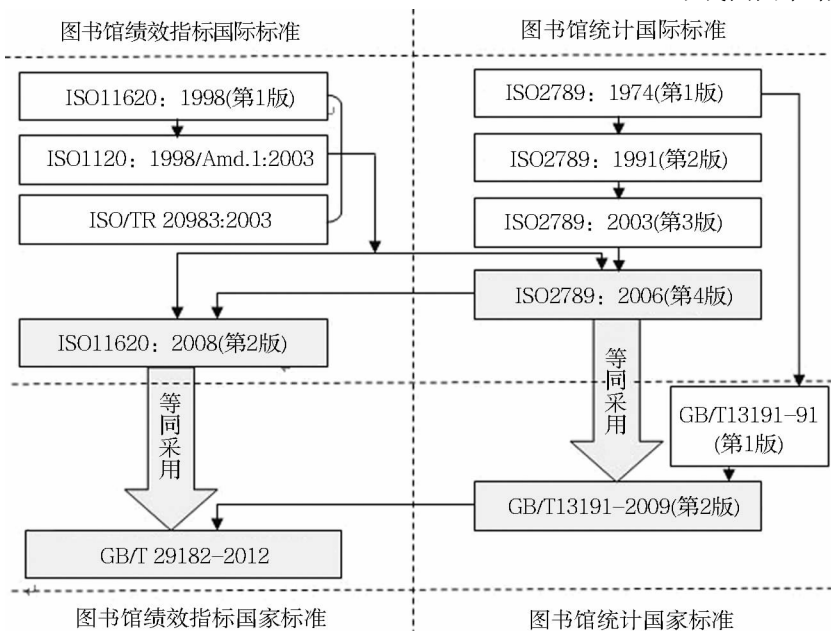 图书馆绩效指标国际标准
图书馆统计国际标准
ISO11620：1998(第1版)
ISO1120：1998/Amd.1:2003
ISO/TR 20983:2003
ISO2789：1974(第1版)
ISO2789：1991(第2版)
ISO2789：2003(第3版)
ISO2789：2006(第4版)
ISO11620：2008(第2版)
等同采用
等同采用
GB/T13191-91
(第1版)
GB/T13191-2009(第2版)
GB/T 29182-2012
图书馆绩效指标国家标准
图书馆统计国家标准